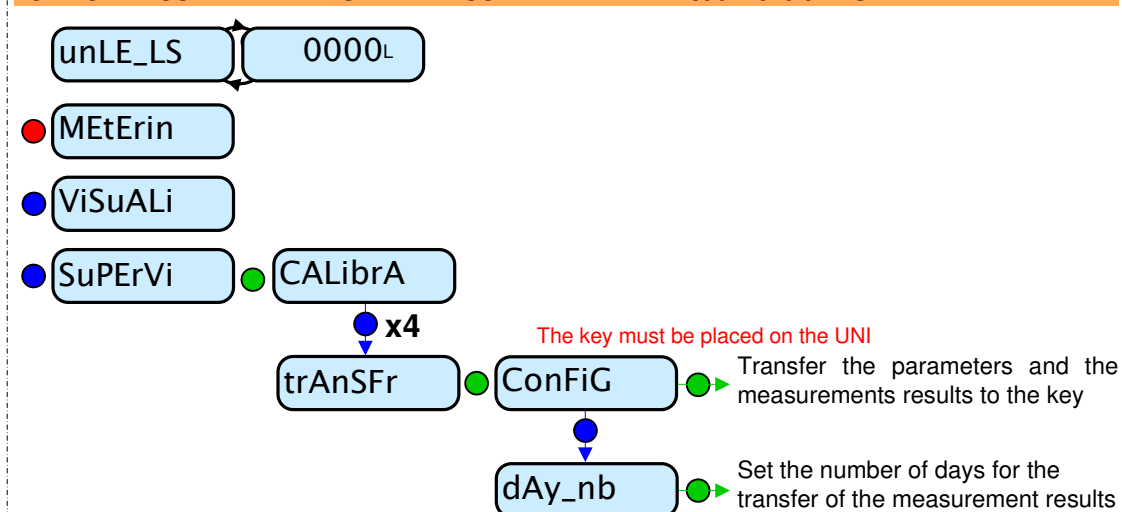 unLE_LS 0000L
MEtErin
ViSuALi
SuPErVi CALibrA
x4
The key must be placed on the UNI
trAnSFr ConFiG Transfer the parameters and the
measurements results to the key
dAy_nb Set the number of days for the
transfer of the measurement results